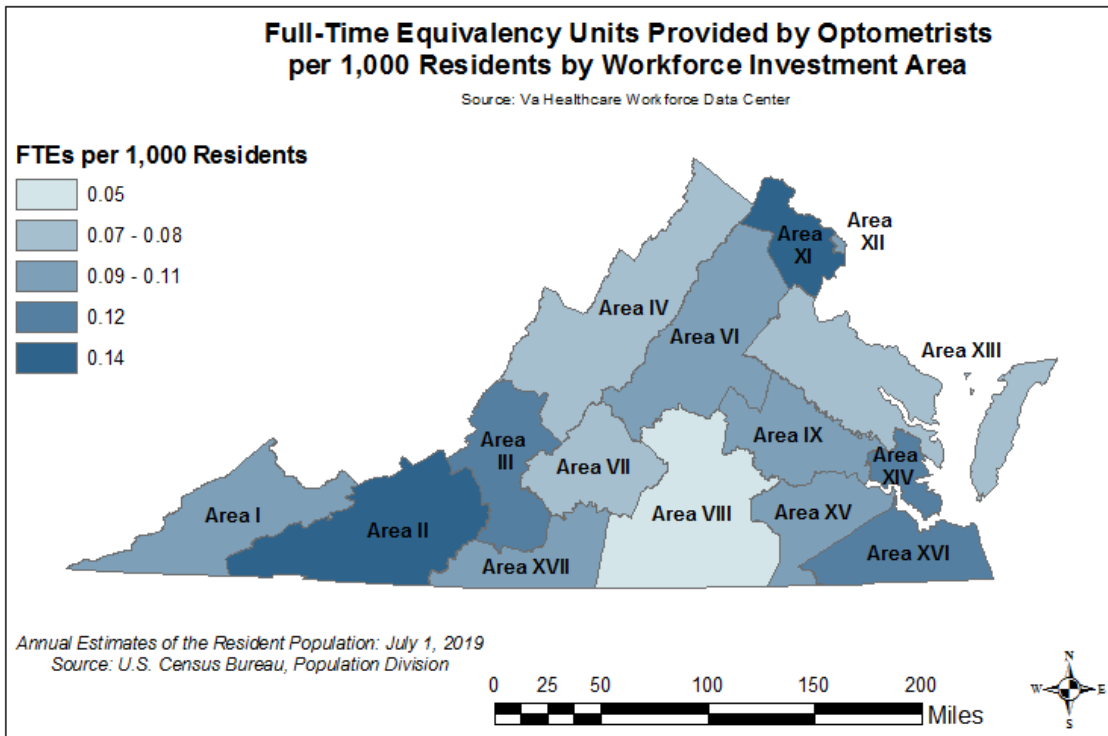 Full-Time Equivalency Units Provided by Optometrists
per 1,000 Residents by Workforce Investment Area
Source: Va Healthcare Workforce Data Center
FTEs per 1,000 Residents
0.05
0.07 - 0.08
0.09 - 0.11
0.12
0.14
Area
XI
Area
XII
Area IV
Area VI
Area XIII
Area
III
Area IX
Area VII
Area
XIV
Area I
Area II
Area VIII
Area XV
Area XVII
Area XVI
Annual Estimates of the Resident Population: July 1, 2019
Source: U.S. Census Bureau, Population Division
0 25 50 100 150 200
Miles
N
W E
S